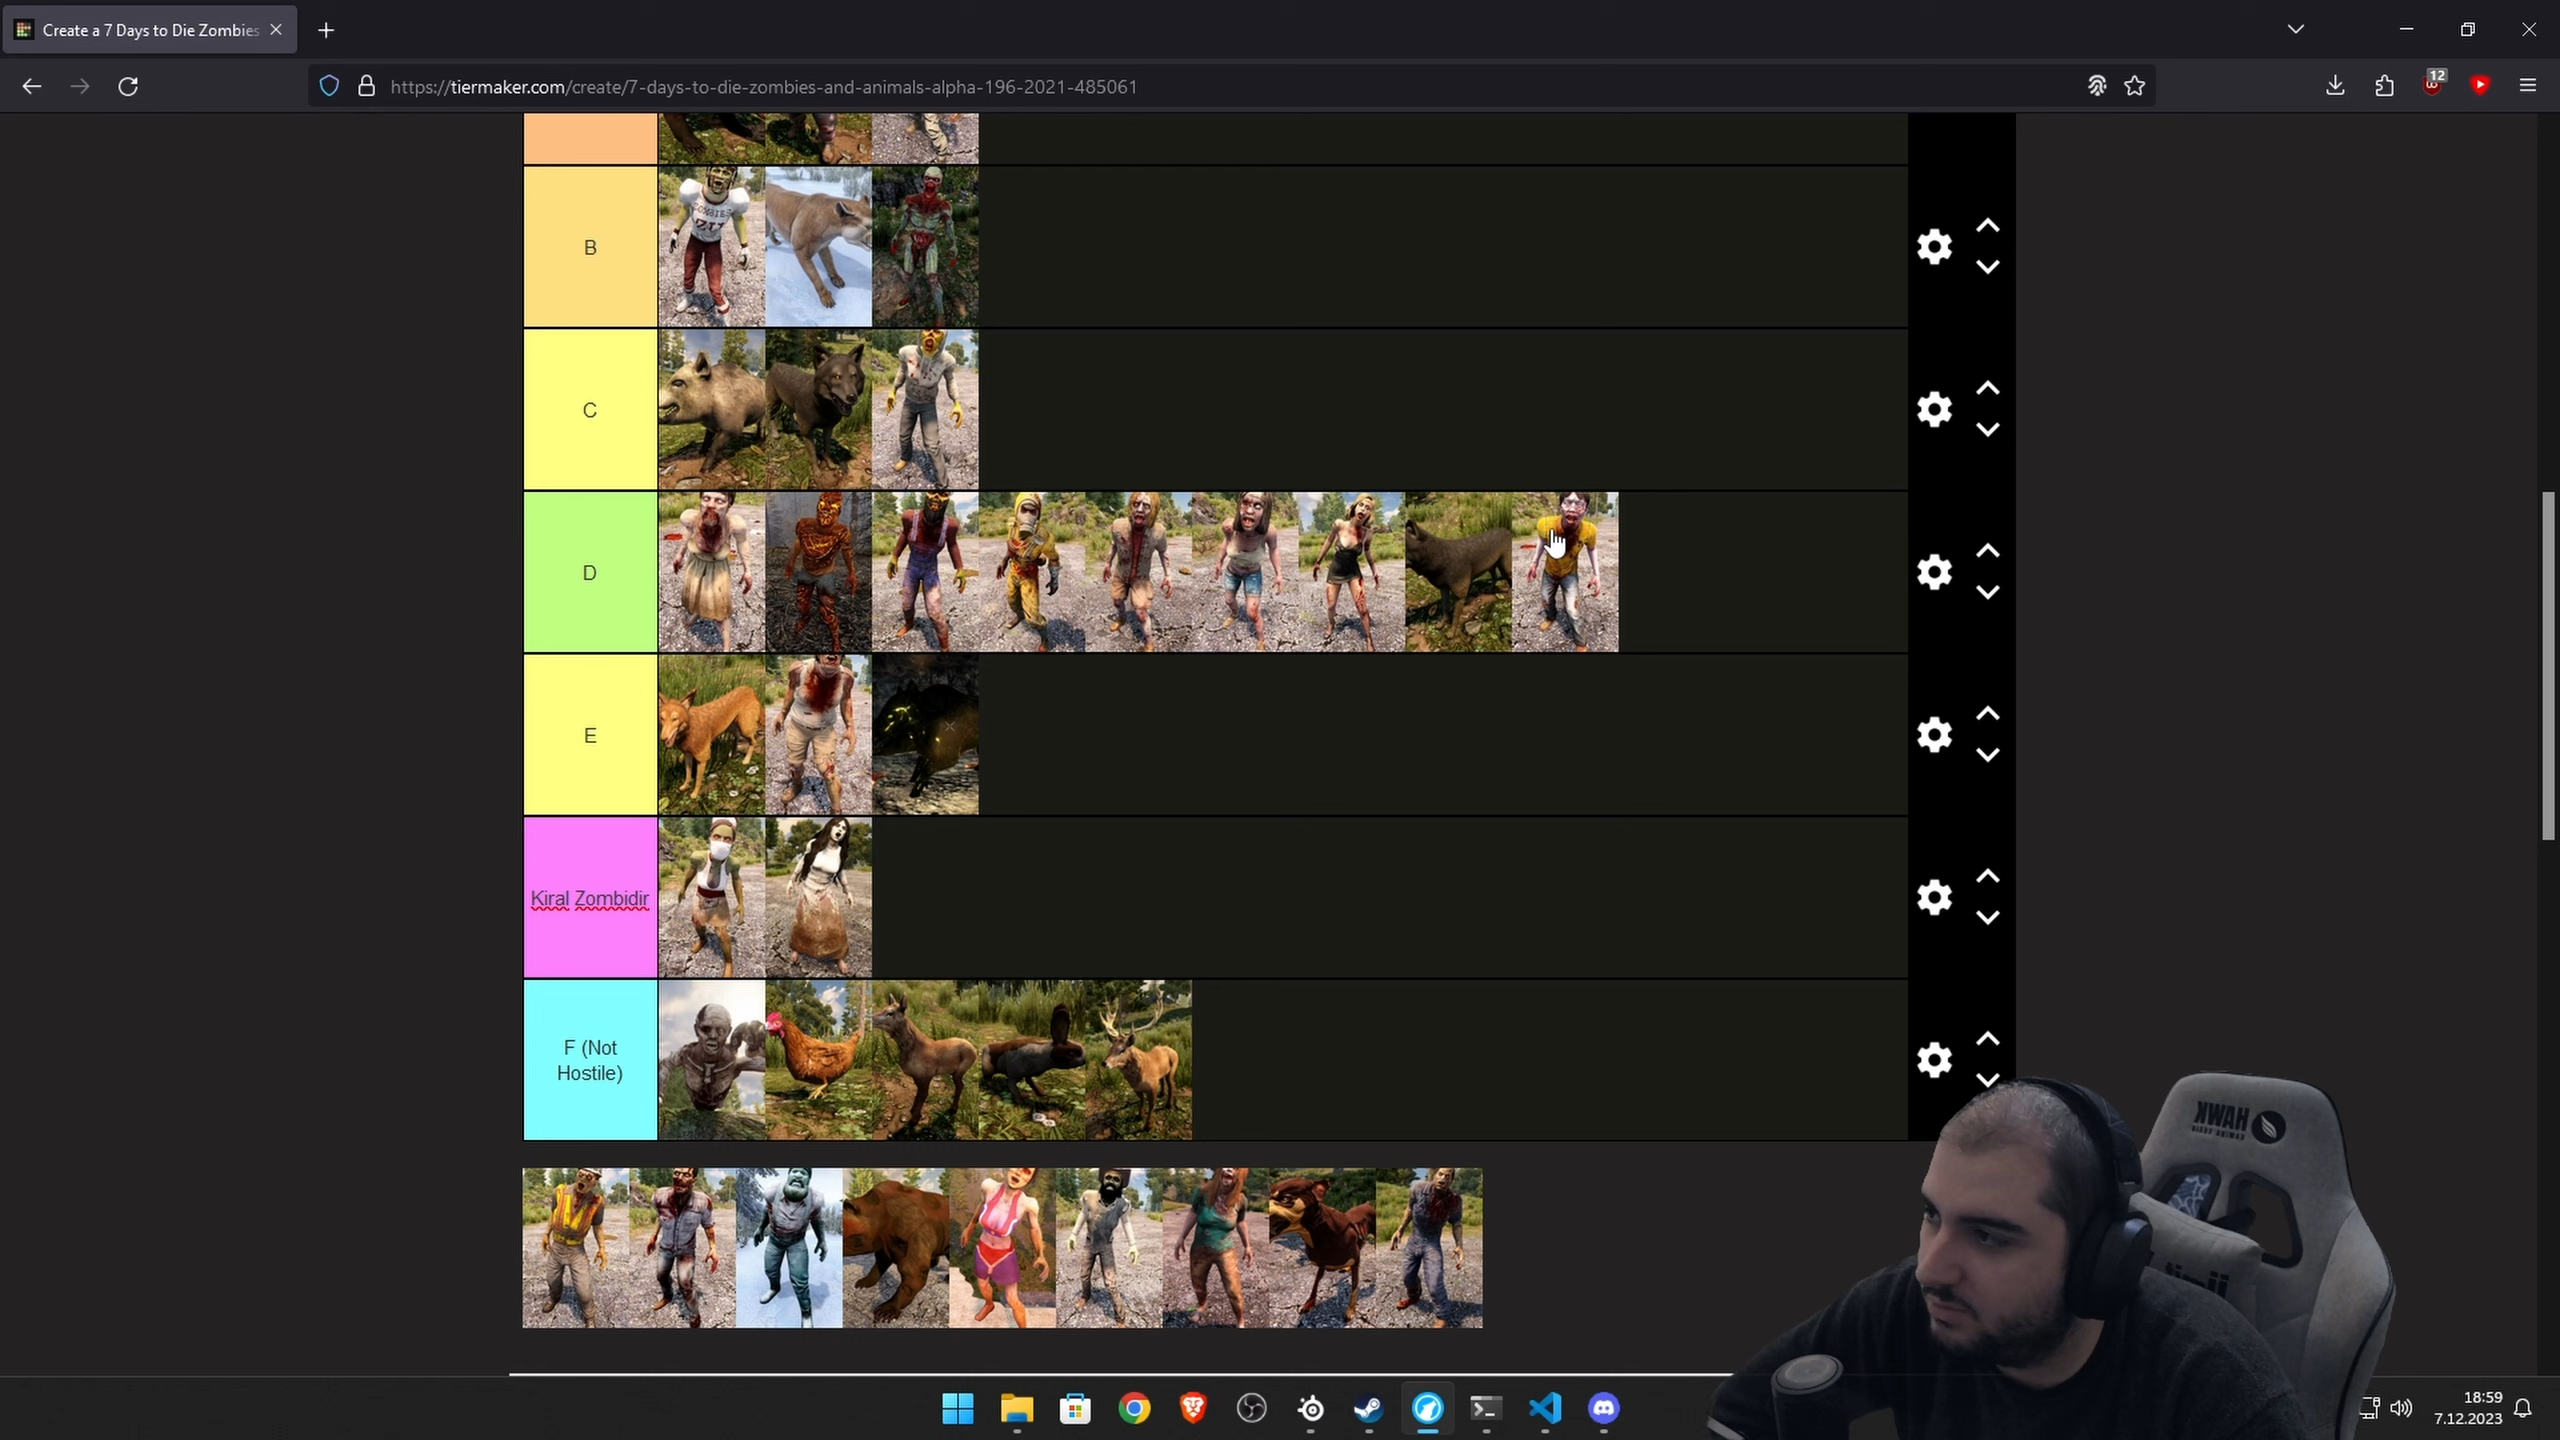 Create a 7 Days to Die Zombies
https://tiermaker.com/create/7-days-to-die-zombies-and-animals-alpha-196-2021-485061
12
B
C
D
E
Kiral Zombidir
F (Not
Hostile)
HAWK
18:59
7.12.2023